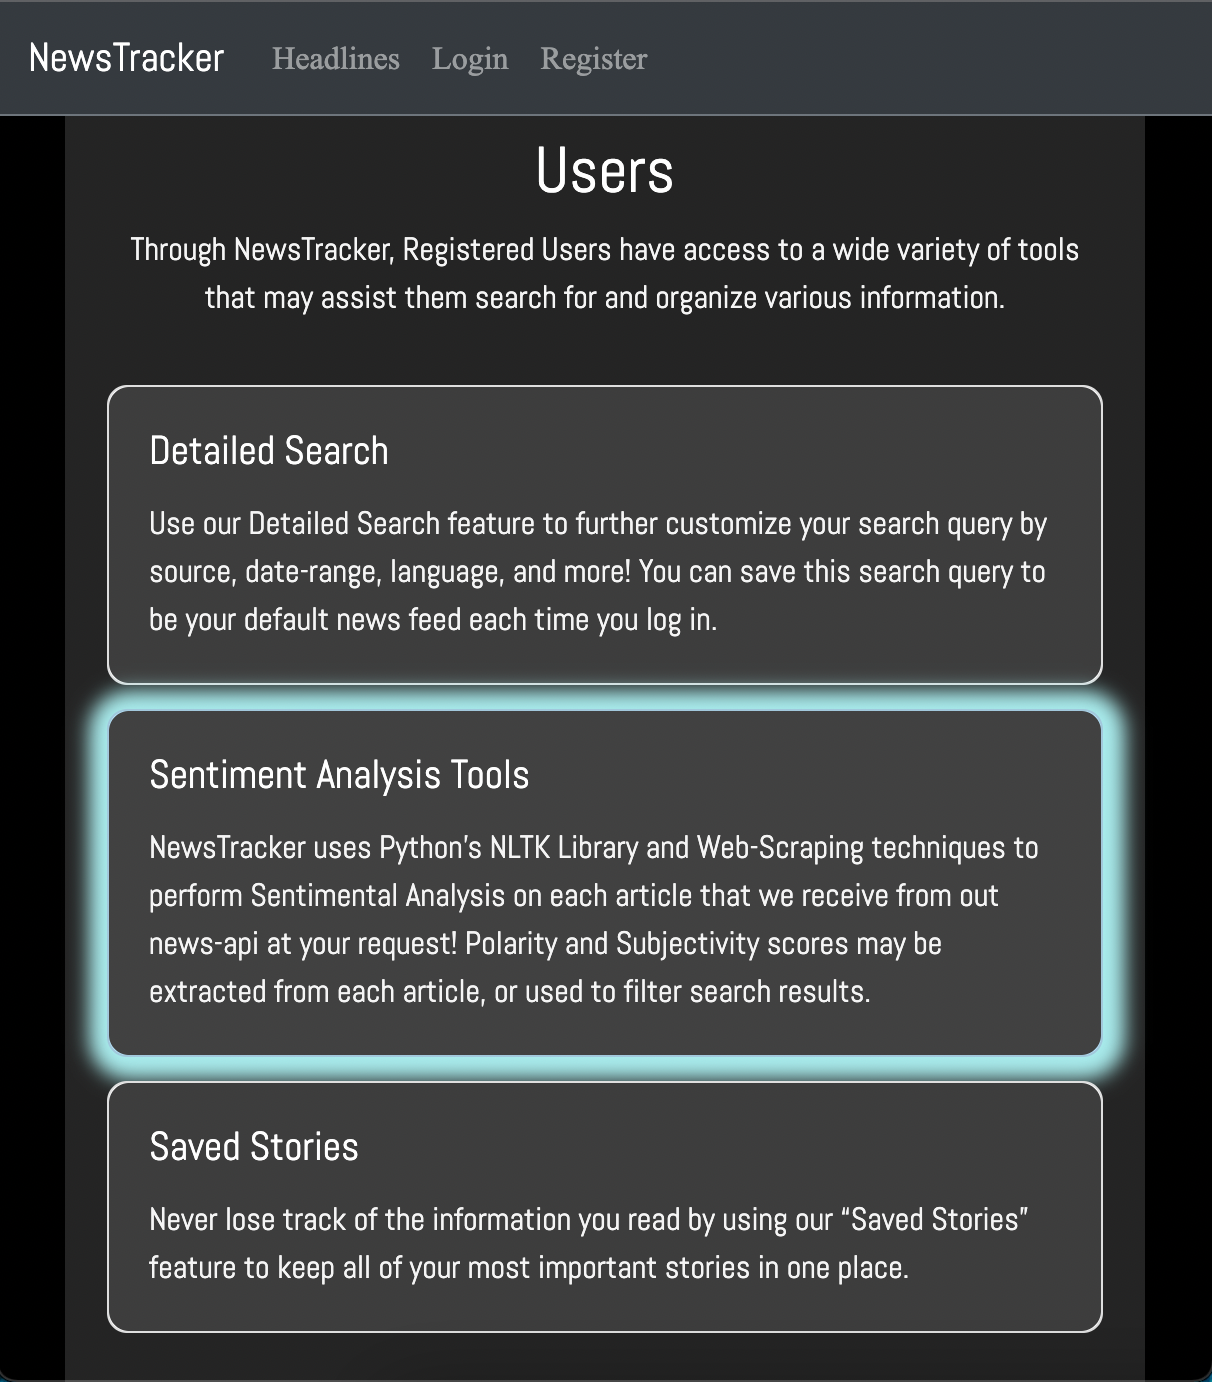 NewsTracker Headlines Login Register
Users
Through NewsTracker, Registered Users have access to a wide variety of tools
that may assist them search for and organize various information.
Detailed Search
Use our Detailed Search feature to further customize your search query by
source, date-range, language, and more! You can save this search query to
be your default news feed each time you log in.
Sentiment Analysis Tools
NewsTracker uses Python's NLTK Library and Web-Scraping techniques to
perform Sentimental Analysis on each article that we receive from out
news-api at your request! Polarity and Subjectivity scores may be
extracted from each article, or used to filter search results.
Saved Stories
Never lose track of the information you read by using our “Saved Stories”
feature to keep all of your most important stories in one place.